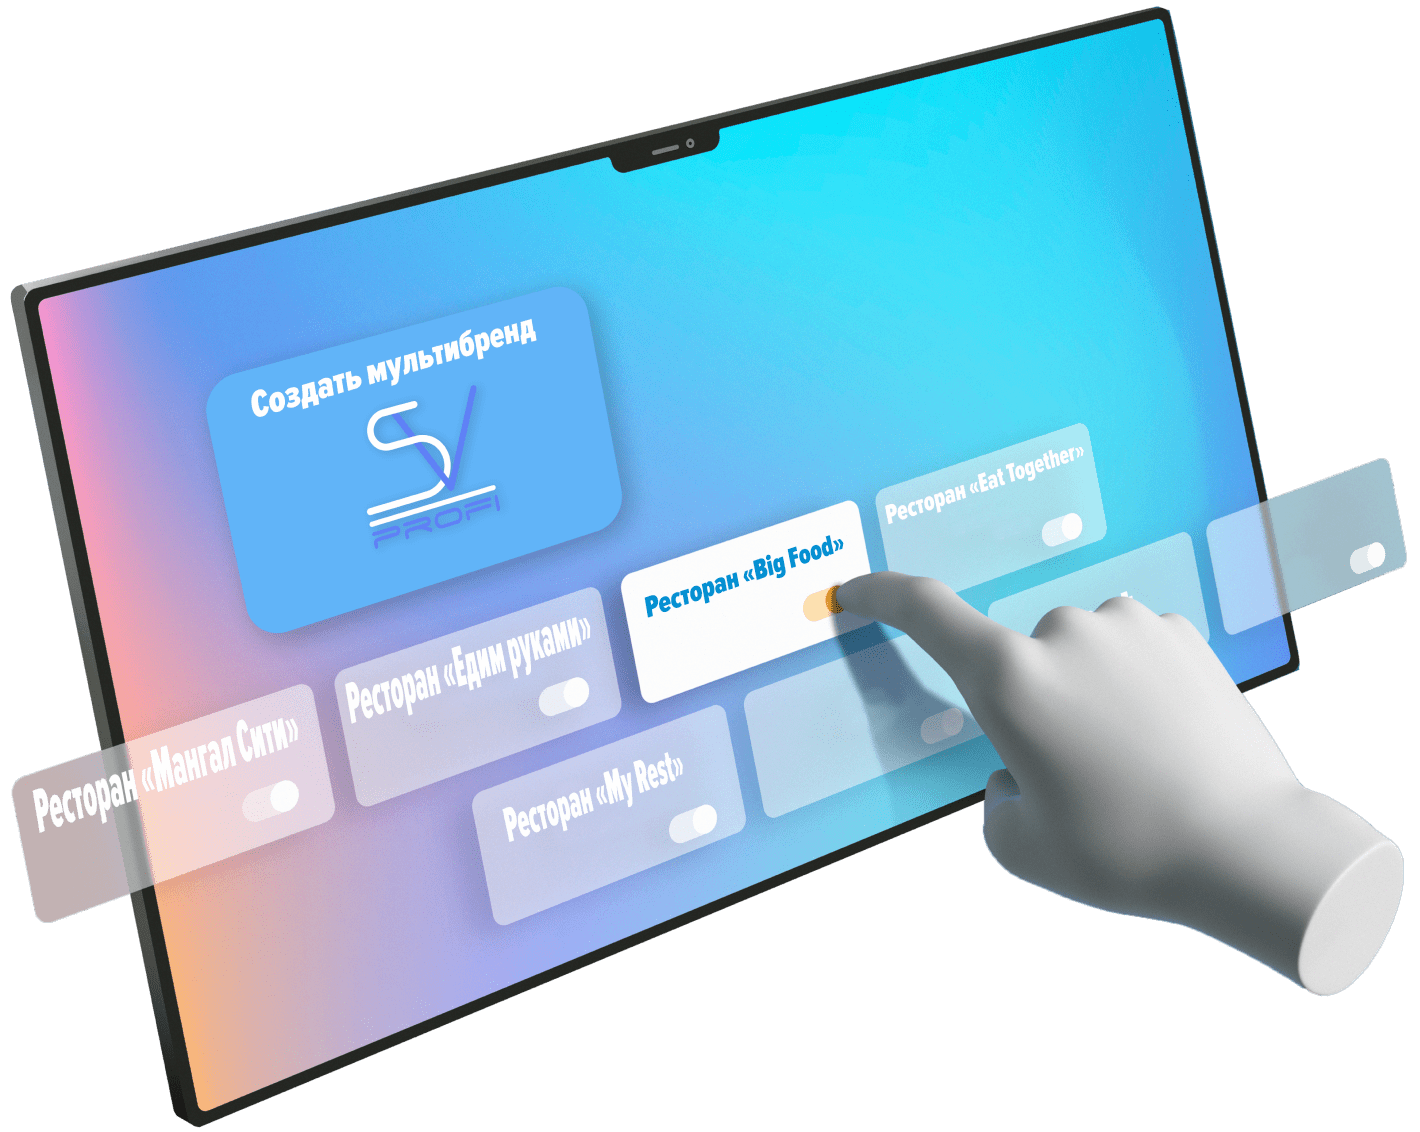 Создать мультибренд
SV
PROFI
Ресторан «Eat Together»
Ресторан «Big Food»
Ресторан «Едим руками»
Ресторан «Мангал Сити»
Ресторан «My Rest»